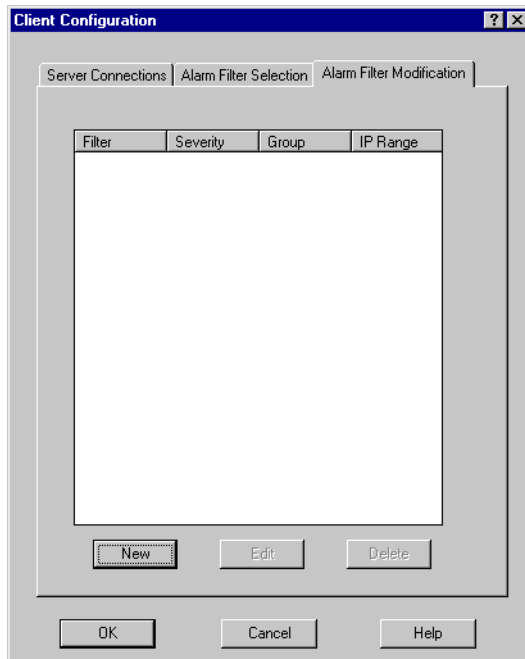 Client Configuration
Server Connections Alarm Filter Selection Alarm Filter Modification
Filter Severity Group IP Range
New Edit Delete
OK Cancel Help